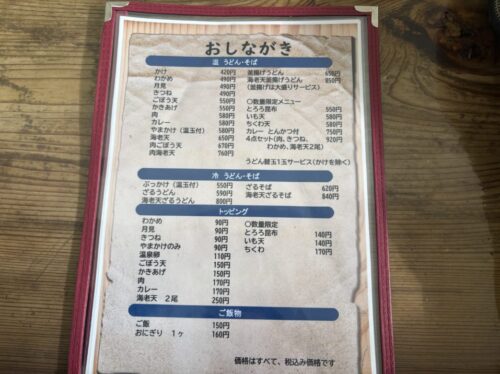 おしながき
温 うどん・そば
かけ 420円
わかめ 490円
月見 490円
きつね 490円
ごぼう天 550円
かきあげ 550円
肉 580円
カレー 580円
やまかけ(温玉付) 580円
海老天 650円
肉ごぼう天 670円
肉海老天 760円
釜揚げうどん 650円
海老天釜揚げうどん 850円
(釜揚げは大盛りサービス)
〇数量限定メニュー
とろろ昆布 550円
いも天 580円
ちくわ天 580円
カレー とんかつ付 750円
4点セット(肉、きつね、 920円
わかめ、海老天2尾)
うどん替玉1玉サービス(かけを除く)
冷 うどん・そば
ぶっかけ(温玉付) 550円
ざるうどん 590円
海老天ざるうどん 800円
ざるそば 620円
海老天ざるそば 840円
トッピング
わかめ 90円
月見 90円
きつね 90円
やまかけのみ 90円
温泉卵 110円
ごぼう天 150円
かきあげ 150円
肉 170円
カレー 170円
海老天 2尾 250円
〇数量限定
とろろ昆布 140円
いも天 140円
ちくわ 170円
ご飯物
ご飯 150円
おにぎり 1ヶ 160円
価格はすべて、税込み価格です